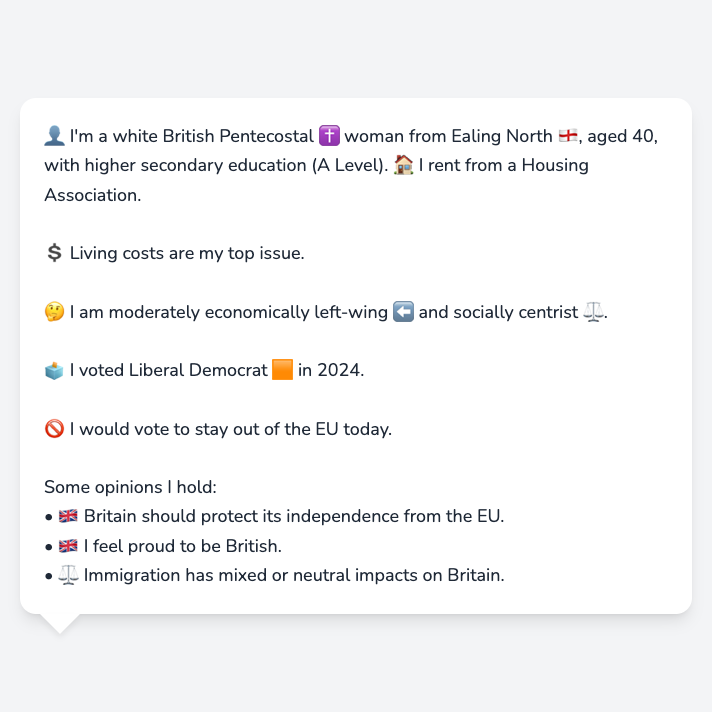 👤 I'm a white British Pentecostal ✝️ woman from Ealing North 🏴󠁧󠁢󠁥󠁮󠁧󠁿, aged 40,
with higher secondary education (A Level). 🏠 I rent from a Housing
Association.
💲 Living costs are my top issue.
🤔 I am moderately economically left-wing ⬅️ and socially centrist ⚖️.
🗳️ I voted Liberal Democrat 🟧 in 2024.
🚫 I would vote to stay out of the EU today.
Some opinions I hold:
• 🇬🇧 Britain should protect its independence from the EU.
• 🇬🇧 I feel proud to be British.
• ⚖️ Immigration has mixed or neutral impacts on Britain.